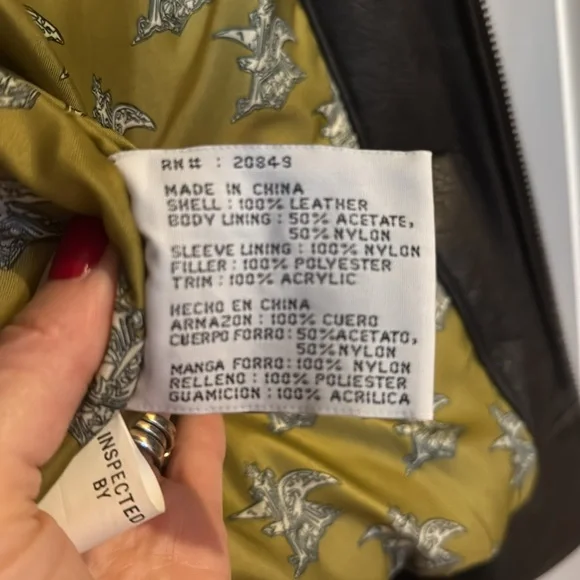 RN# : 20849
MADE IN CHINA
SHELL : 100% LEATHER
BODY LINING : 50% ACETATE,
50% NYLON
SLEEVE LINING : 100% NYLON
FILLER : 100% POLYESTER
TRIM : 100% ACRYLIC
HECHO EN CHINA
ARMAZON : 100% CUERO
CUERPO FORRO: 50%ACETATO,
50%NYLON
MANGA FORRO: 100% NYLON
RELLENO : 100% POLIESTER
GUAMICION : 100% ACRILICA
INSPECTED
BY